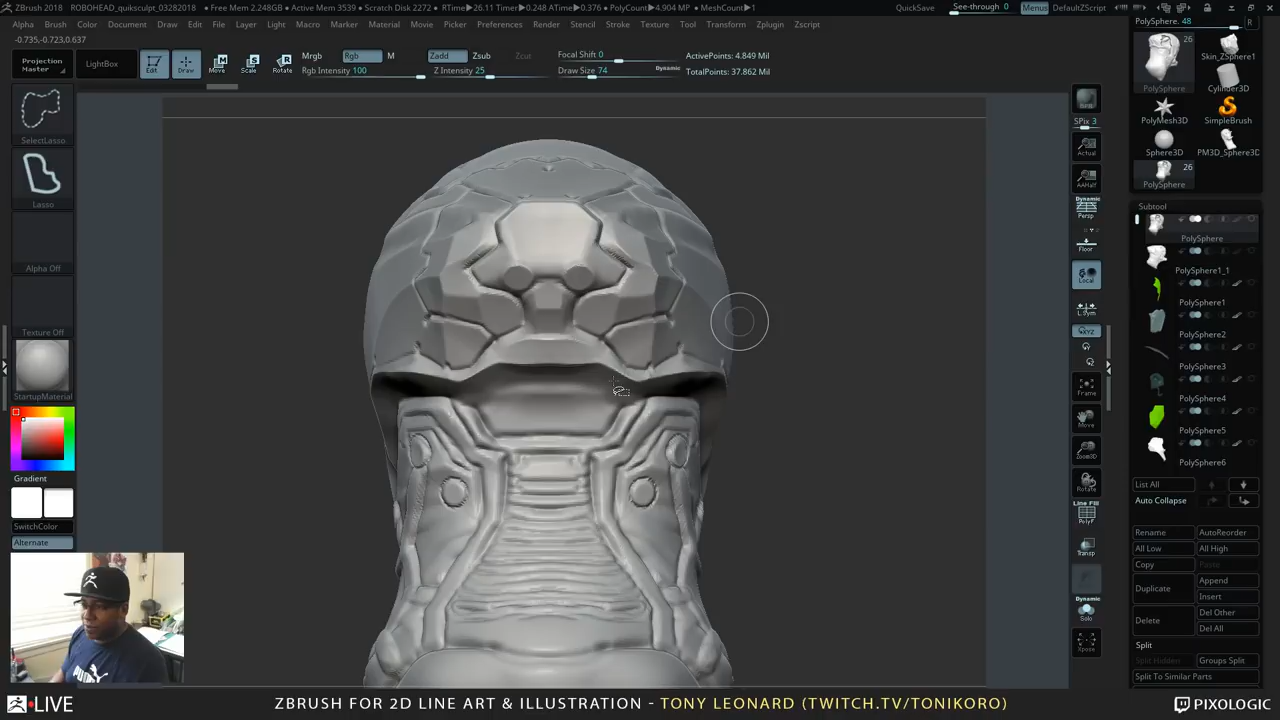 ZBrush 2018 ROBOHEAD_quiksculpt_03282018 • Free Mem 2.248GB • Active Mem 3539 • Scratch Disk 2272 • RTime▸26.11 Timer▸0.248 ATime▸0.376 • PolyCount▸4.904 MP • MeshCount▸1 QuickSave See-through 0 Menus DefaultZScript
Alpha Brush Color Document Draw Edit File Layer Light Macro Marker Material Movie Picker Preferences Render Stencil Stroke Texture Tool Transform Zplugin Zscript
-0.735,-0.723,0.637
Projection Master
LightBox
Edit
Draw
Move
Scale
Rotate
Mrgb Rgb M
Rgb Intensity 100
Zadd Zsub Zcut
Z Intensity 25
Focal Shift 0
Draw Size 74 Dynamic
ActivePoints: 4.849 Mil
TotalPoints: 37.862 Mil
SelectLasso
Lasso
Alpha Off
Texture Off
StartupMaterial
Gradient
SwitchColor
Alternate
BPR
SPix 3
Actual
AAHalf
Dynamic
Persp
Floor
Local
L.Sym
XYZ
Frame
Move
Zoom3D
Rotate
Line Fill
PolyF
Transp
Dynamic
Solo
Xpose
PolySphere. 48 R
26
Skin_ZSphere1
PolySphere
Cylinder3D
PolyMesh3D
SimpleBrush
Sphere3D
PM3D_Sphere3D
26
PolySphere
Subtool
PolySphere
PolySphere1_1
PolySphere1
PolySphere2
PolySphere3
PolySphere4
PolySphere5
PolySphere6
List All
Auto Collapse
Rename AutoReorder
All Low All High
Copy Paste
Duplicate Append
Insert
Delete Del Other
Del All
Split
Split Hidden Groups Split
Split To Similar Parts
PUMA
LIVE
ZBRUSH FOR 2D LINE ART & ILLUSTRATION - TONY LEONARD (TWITCH.TV/TONIKORO)
PIXOLOGIC